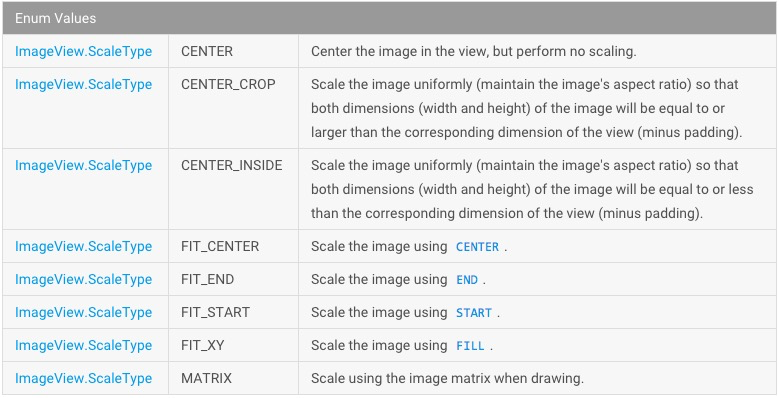 Enum Values
ImageView.ScaleType CENTER Center the image in the view, but perform no scaling.
ImageView.ScaleType CENTER_CROP Scale the image uniformly (maintain the image's aspect ratio) so that
both dimensions (width and height) of the image will be equal to or
larger than the corresponding dimension of the view (minus padding).
ImageView.ScaleType CENTER_INSIDE Scale the image uniformly (maintain the image's aspect ratio) so that
both dimensions (width and height) of the image will be equal to or less
than the corresponding dimension of the view (minus padding).
ImageView.ScaleType FIT_CENTER Scale the image using CENTER .
ImageView.ScaleType FIT_END Scale the image using END .
ImageView.ScaleType FIT_START Scale the image using START .
ImageView.ScaleType FIT_XY Scale the image using FILL .
ImageView.ScaleType MATRIX Scale using the image matrix when drawing.